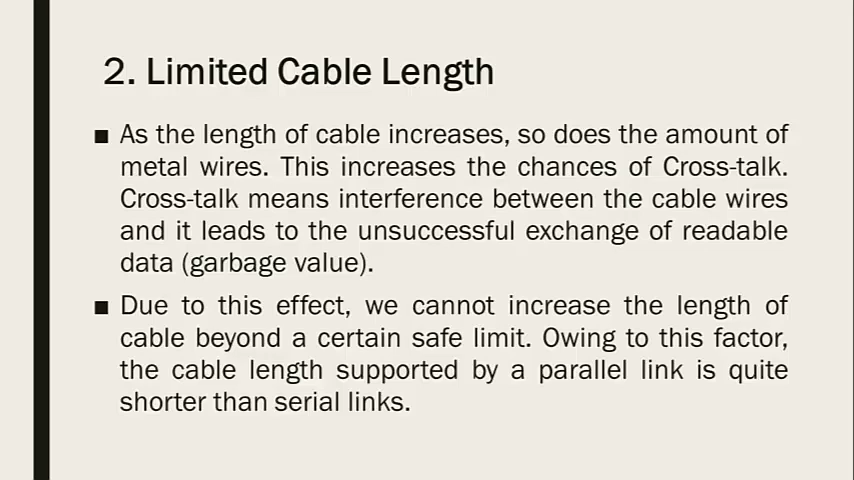 2. Limited Cable Length
■ As the length of cable increases, so does the amount of
metal wires. This increases the chances of Cross-talk.
Cross-talk means interference between the cable wires
and it leads to the unsuccessful exchange of readable
data (garbage value).
■ Due to this effect, we cannot increase the length of
cable beyond a certain safe limit. Owing to this factor,
the cable length supported by a parallel link is quite
shorter than serial links.